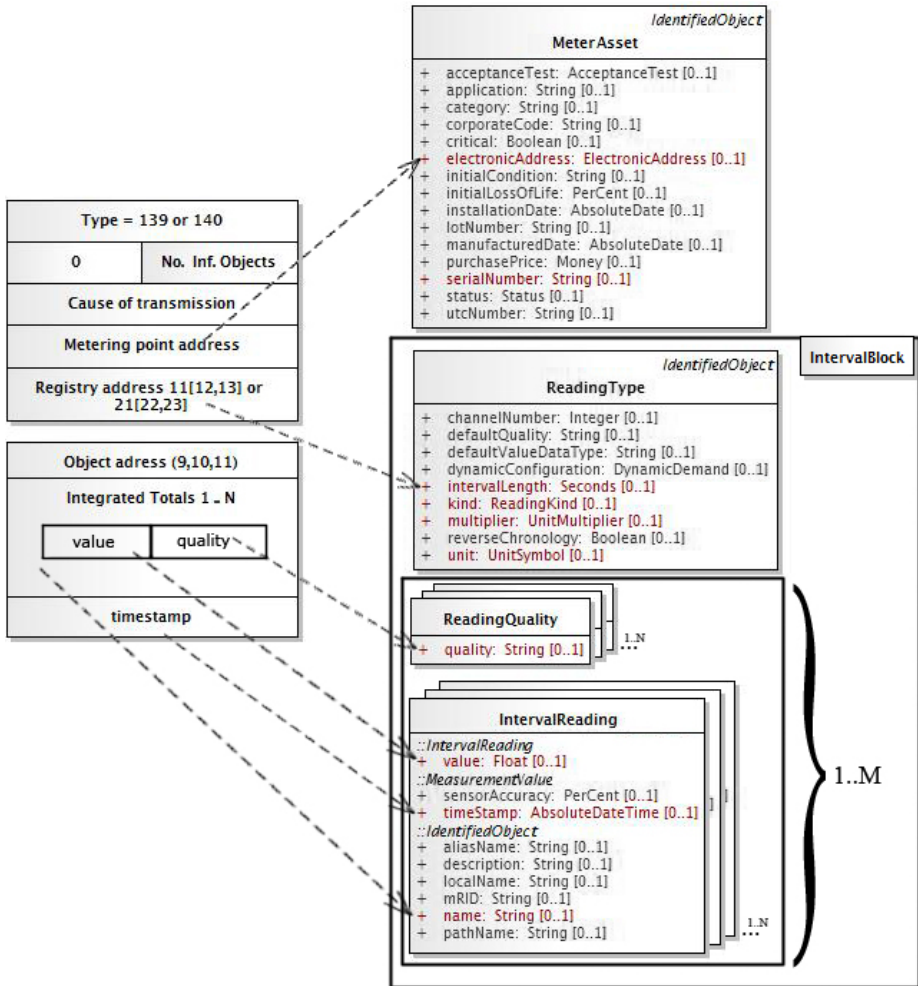 IdentifiedObject
MeterAsset
+ acceptanceTest: AcceptanceTest [0..1]
+ application: String [0..1]
+ category: String [0..1]
+ corporateCode: String [0..1]
+ critical: Boolean [0..1]
+ electronicAddress: ElectronicAddress [0..1]
+ initialCondition: String [0..1]
+ initialLossOfLife: PerCent [0..1]
+ installationDate: AbsoluteDate [0..1]
+ lotNumber: String [0..1]
+ manufacturedDate: AbsoluteDate [0..1]
+ purchasePrice: Money [0..1]
+ serialNumber: String [0..1]
+ status: Status [0..1]
+ utcNumber: String [0..1]
Type = 139 or 140
0 No. Inf. Objects
Cause of transmission
Metering point address
Registry address 11[12,13] or
21[22,23]
Object adress (9,10,11)
Integrated Totals 1 .. N
value quality
timestamp
IntervalBlock
IdentifiedObject
ReadingType
+ channelNumber: Integer [0..1]
+ defaultQuality: String [0..1]
+ defaultValueDataType: String [0..1]
+ dynamicConfiguration: DynamicDemand [0..1]
+ intervalLength: Seconds [0..1]
+ kind: ReadingKind [0..1]
+ multiplier: UnitMultiplier [0..1]
+ reverseChronology: Boolean [0..1]
+ unit: UnitSymbol [0..1]
ReadingQuality
+ quality: String [0..1]
1..N
...
IntervalReading
::IntervalReading
+ value: Float [0..1]
::MeasurementValue
+ sensorAccuracy: PerCent [0..1]
+ timeStamp: AbsoluteDateTime [0..1]
::IdentifiedObject
+ aliasName: String [0..1]
+ description: String [0..1]
+ localName: String [0..1]
+ mRID: String [0..1]
+ name: String [0..1]
+ pathName: String [0..1]
1..N
...
1..M